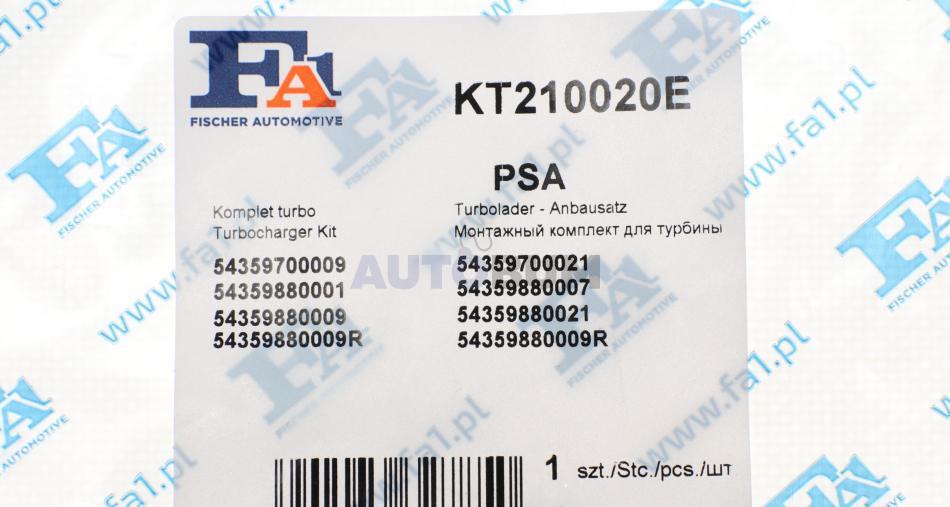 FA1
FISCHER AUTOMOTIVE
KT210020E
PSA
Komplet turbo
Turbocharger Kit
Turbolader - Anbausatz
Монтажный комплект для турбины
54359700009
54359880001
54359880009
54359880009R
54359700021
54359880007
54359880021
54359880009R
1 szt./Stc./pcs./шт
www.fa1.pl